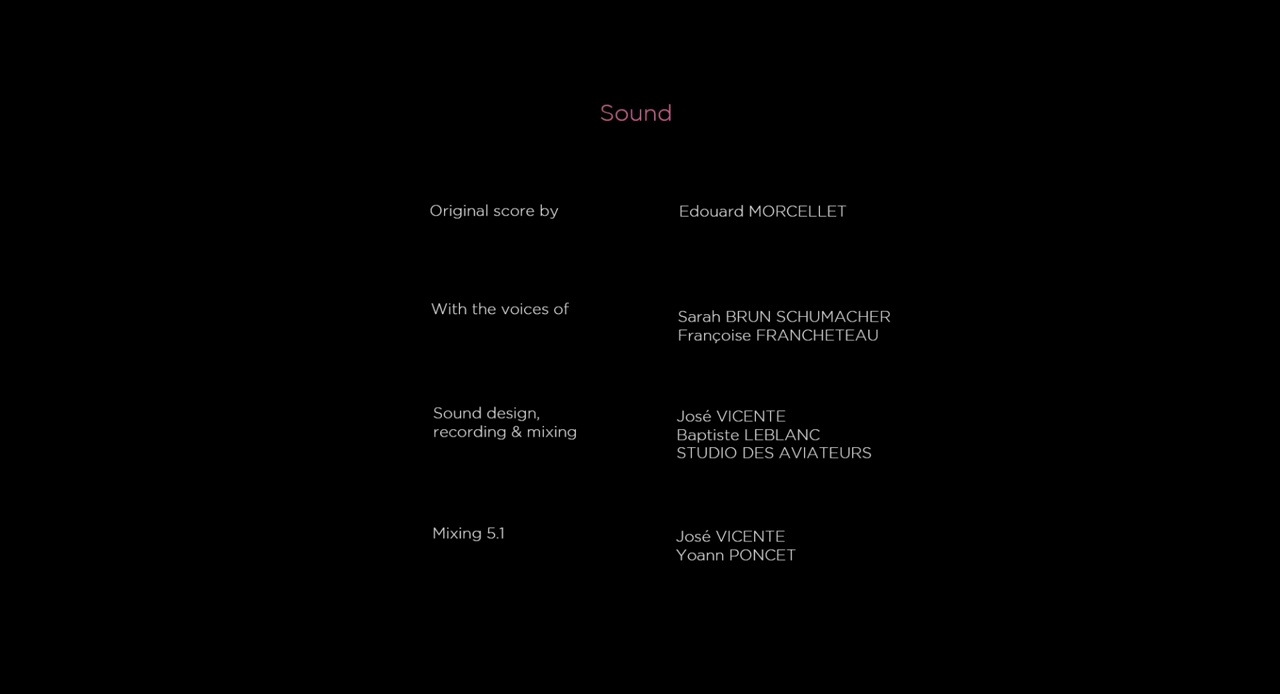 Sound
Original score by
Edouard MORCELLET
With the voices of
Sarah BRUN SCHUMACHER
Françoise FRANCHETEAU
Sound design,
recording & mixing
José VICENTE
Baptiste LEBLANC
STUDIO DES AVIATEURS
Mixing 5.1
José VICENTE
Yoann PONCET